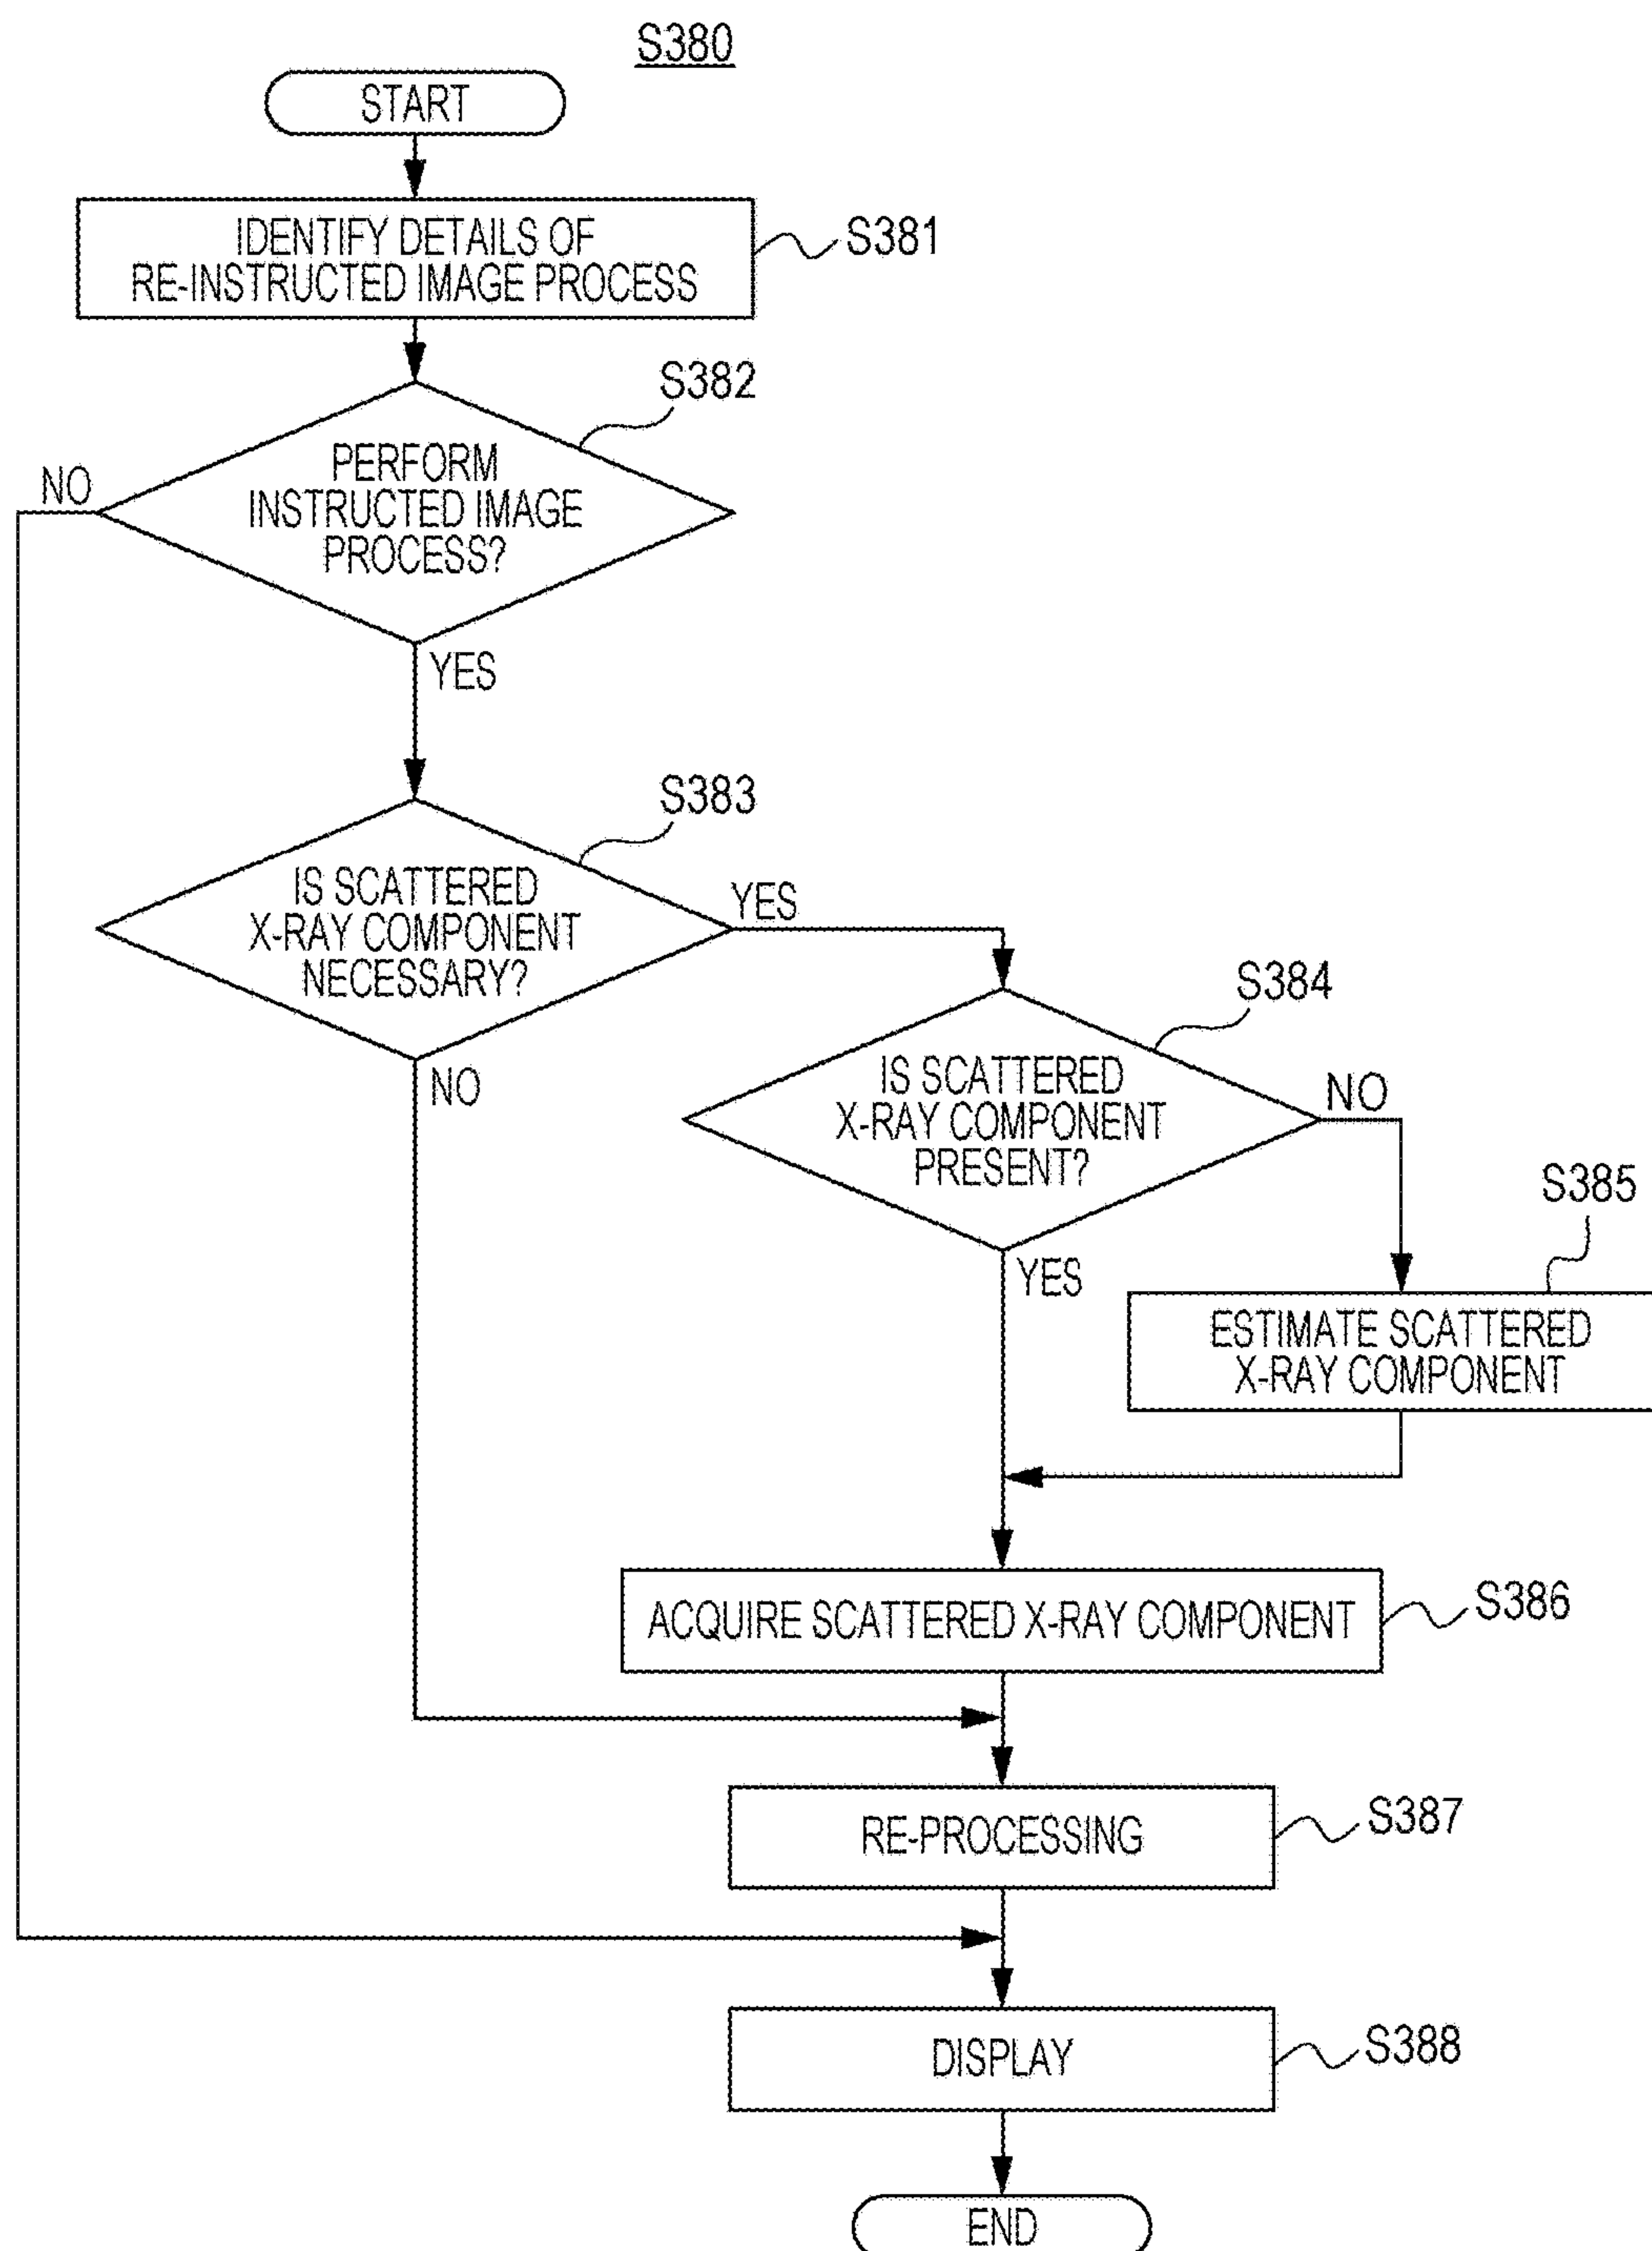 S380
START
IDENTIFY DETAILS OF
RE-INSTRUCTED IMAGE PROCESS
S381
S382
PERFORM
INSTRUCTED IMAGE
PROCESS?
NO
YES
S383
IS SCATTERED
X-RAY COMPONENT
NECESSARY?
YES
NO
S384
IS SCATTERED
X-RAY COMPONENT
PRESENT?
NO
YES
S385
ESTIMATE SCATTERED
X-RAY COMPONENT
ACQUIRE SCATTERED X-RAY COMPONENT
S386
RE-PROCESSING
S387
DISPLAY
S388
END